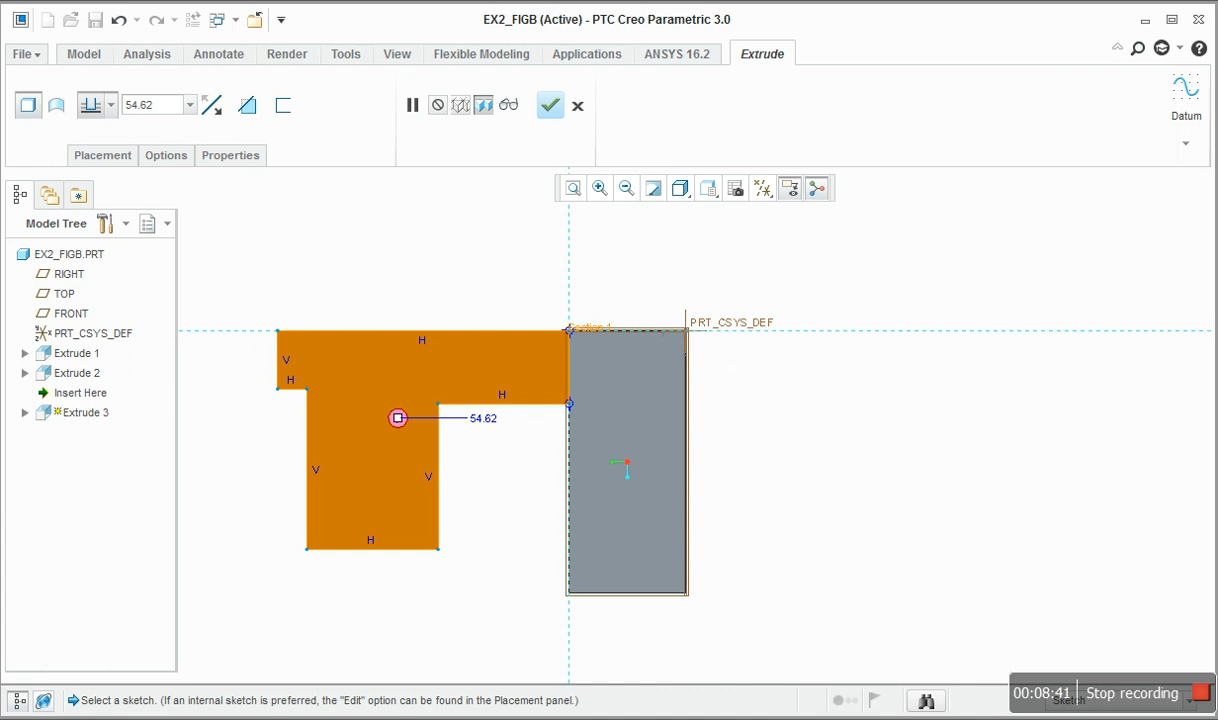 EX2_FIGB (Active) - PTC Creo Parametric 3.0
File Model Analysis Annotate Render Tools View Flexible Modeling Applications ANSYS 16.2 Extrude
54.62
Datum
Placement Options Properties
Model Tree
EX2_FIGB.PRT
RIGHT
TOP
FRONT
PRT_CSYS_DEF
Extrude 1
Extrude 2
Insert Here
Extrude 3
PRT_CSYS_DEF
H
V
H
H
54.62
V
V
H
Select a sketch. (If an internal sketch is preferred, the "Edit" option can be found in the Placement panel.)
00:08:41 Stop recording
Sketch